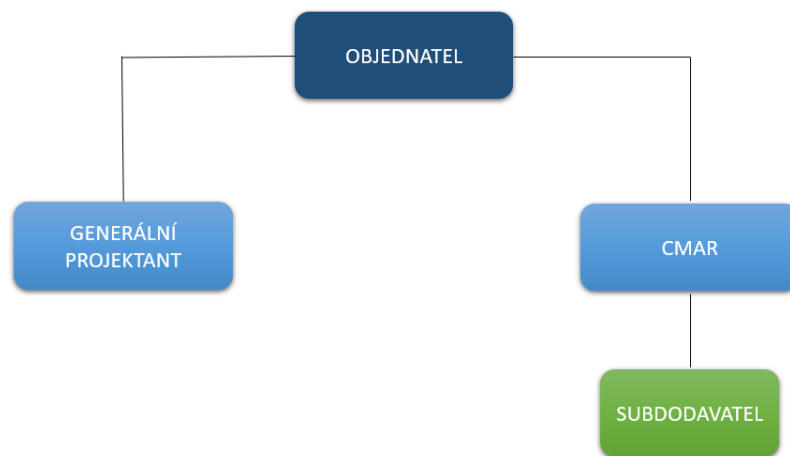 OBJEDNATEL
GENERÁLNÍ
PROJEKTANT
CMAR
SUBDODAVATEL